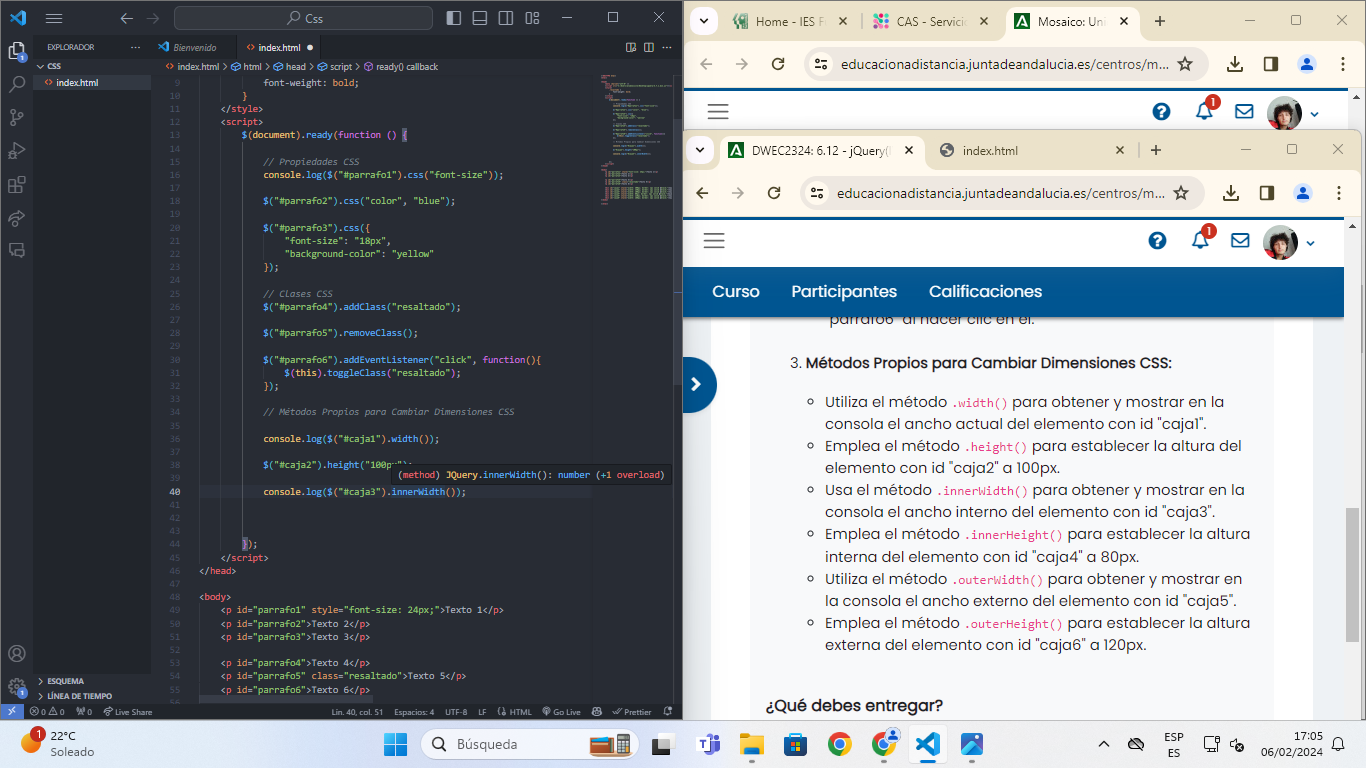 Css
EXPLORADOR
Bienvenido
index.html
CSS
index.html
index.html > html > head > script > ready() callback
9 font-weight: bold;
10 }
11 </style>
12 <script>
13 $(document).ready(function () {
14
15 // Propiedades CSS
16 console.log($("#parrafo1").css("font-size"));
17
18 $("#parrafo2").css("color", "blue");
19
20 $("#parrafo3").css({
21 "font-size": "18px",
22 "background-color": "yellow"
23 });
24
25 // Clases CSS
26 $("#parrafo4").addClass("resaltado");
27
28 $("#parrafo5").removeClass();
29
30 $("#parrafo6").addEventListener("click", function(){
31 $(this).toggleClass("resaltado");
32 });
33
34 // Métodos Propios para Cambiar Dimensiones CSS
35
36 console.log($("#caja1").width());
37
38 $("#caja2").height("100px");
(method) JQuery.innerWidth(): number (+1 overload)
39
40 console.log($("#caja3").innerWidth());
41
42
43
44 });
45 </script>
46 </head>
47
48 <body>
49 <p id="parrafo1" style="font-size: 24px;">Texto 1</p>
50 <p id="parrafo2">Texto 2</p>
51 <p id="parrafo3">Texto 3</p>
52
53 <p id="parrafo4">Texto 4</p>
54 <p id="parrafo5" class="resaltado">Texto 5</p>
55 <p id="parrafo6">Texto 6</p>
56
ESQUEMA
LÍNEA DE TIEMPO
1
1
0 0 0 Live Share Lín. 40, col. 51 Espacios: 4 UTF-8 LF HTML Go Live Prettier
Home - IES F
CAS - Servici
Mosaico: Uni
educacionadistancia.juntadeandalucia.es/centros/m...
1
DWEC2324: 6.12 - jQuery(
index.html
educacionadistancia.juntadeandalucia.es/centros/m...
1
Curso Participantes Calificaciones
"parrafo6" al hacer clic en él.
3. Métodos Propios para Cambiar Dimensiones CSS:
Utiliza el método .width() para obtener y mostrar en la
consola el ancho actual del elemento con id "caja1".
Emplea el método .height() para establecer la altura del
elemento con id "caja2" a 100px.
Usa el método .innerWidth() para obtener y mostrar en la
consola el ancho interno del elemento con id "caja3".
Emplea el método .innerHeight() para establecer la altura
interna del elemento con id "caja4" a 80px.
Utiliza el método .outerWidth() para obtener y mostrar en
la consola el ancho externo del elemento con id "caja5".
Emplea el método .outerHeight() para establecer la altura
externa del elemento con id "caja6" a 120px.
¿Qué debes entregar?
1
22°C
Soleado
Búsqueda
ESP
ES
17:05
06/02/2024